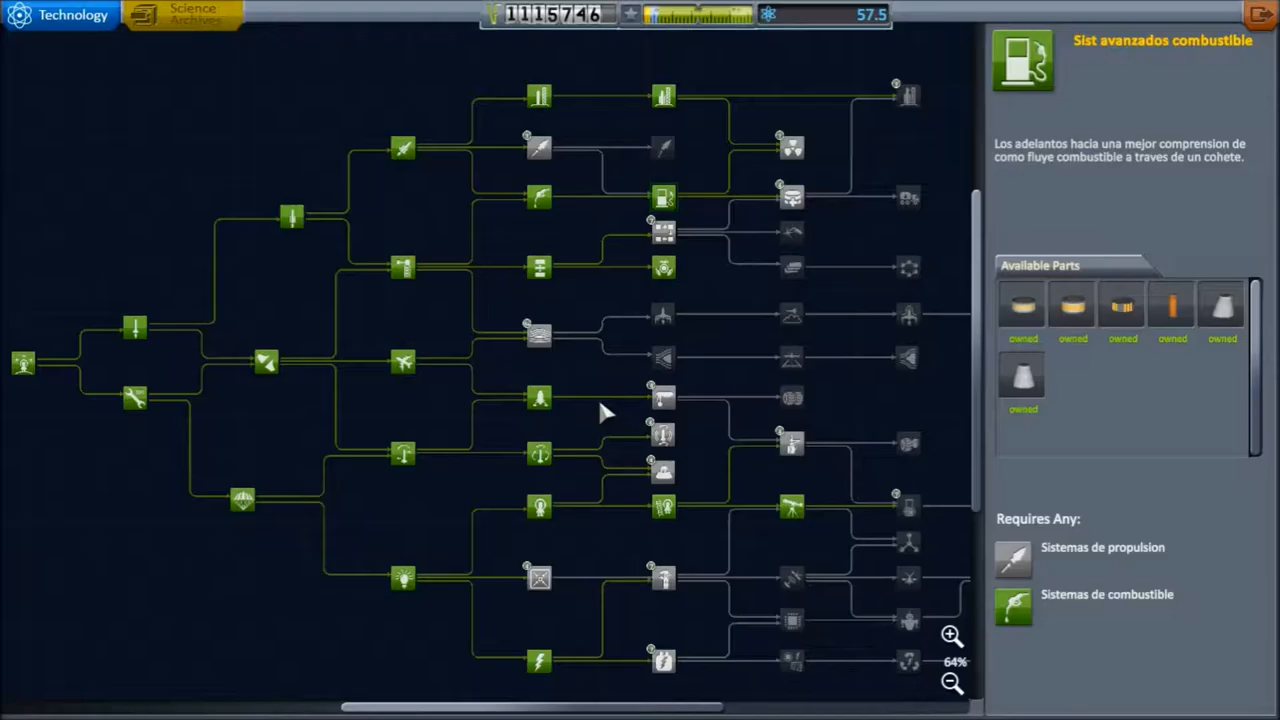 Technology
Science
Archives
1115746
57.5
Sist avanzados combustible
Los adelantos hacia una mejor comprension de
como fluye combustible a traves de un cohete.
Available Parts
owned owned owned owned owned
owned
Requires Any:
Sistemas de propulsion
Sistemas de combustible
64%